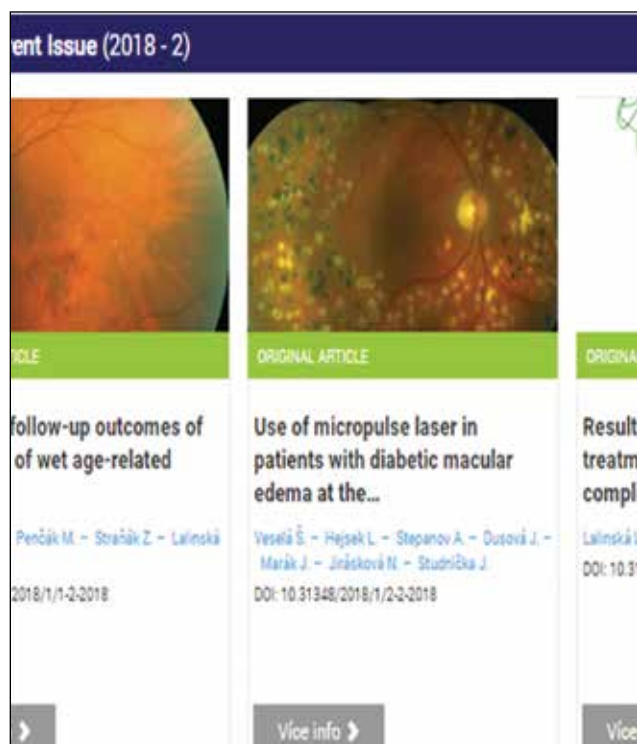 ent Issue (2018 - 2)
TICLE
follow-up outcomes of
of wet age-related
Penčák M. – Straňák Z. – Lalinská
2018/1/1-2-2018
ORIGINAL ARTICLE
Use of micropulse laser in
patients with diabetic macular
edema at the...
Veselá Š. – Hejsek L. – Stepanov A. – Dusová J. –
Marák J. – Jirásková N. – Studnička J.
DOI: 10.31348/2018/1/2-2-2018
Více info
ORIGINA
Result
treatm
compl
Lalinská
DOI: 10.31
Více